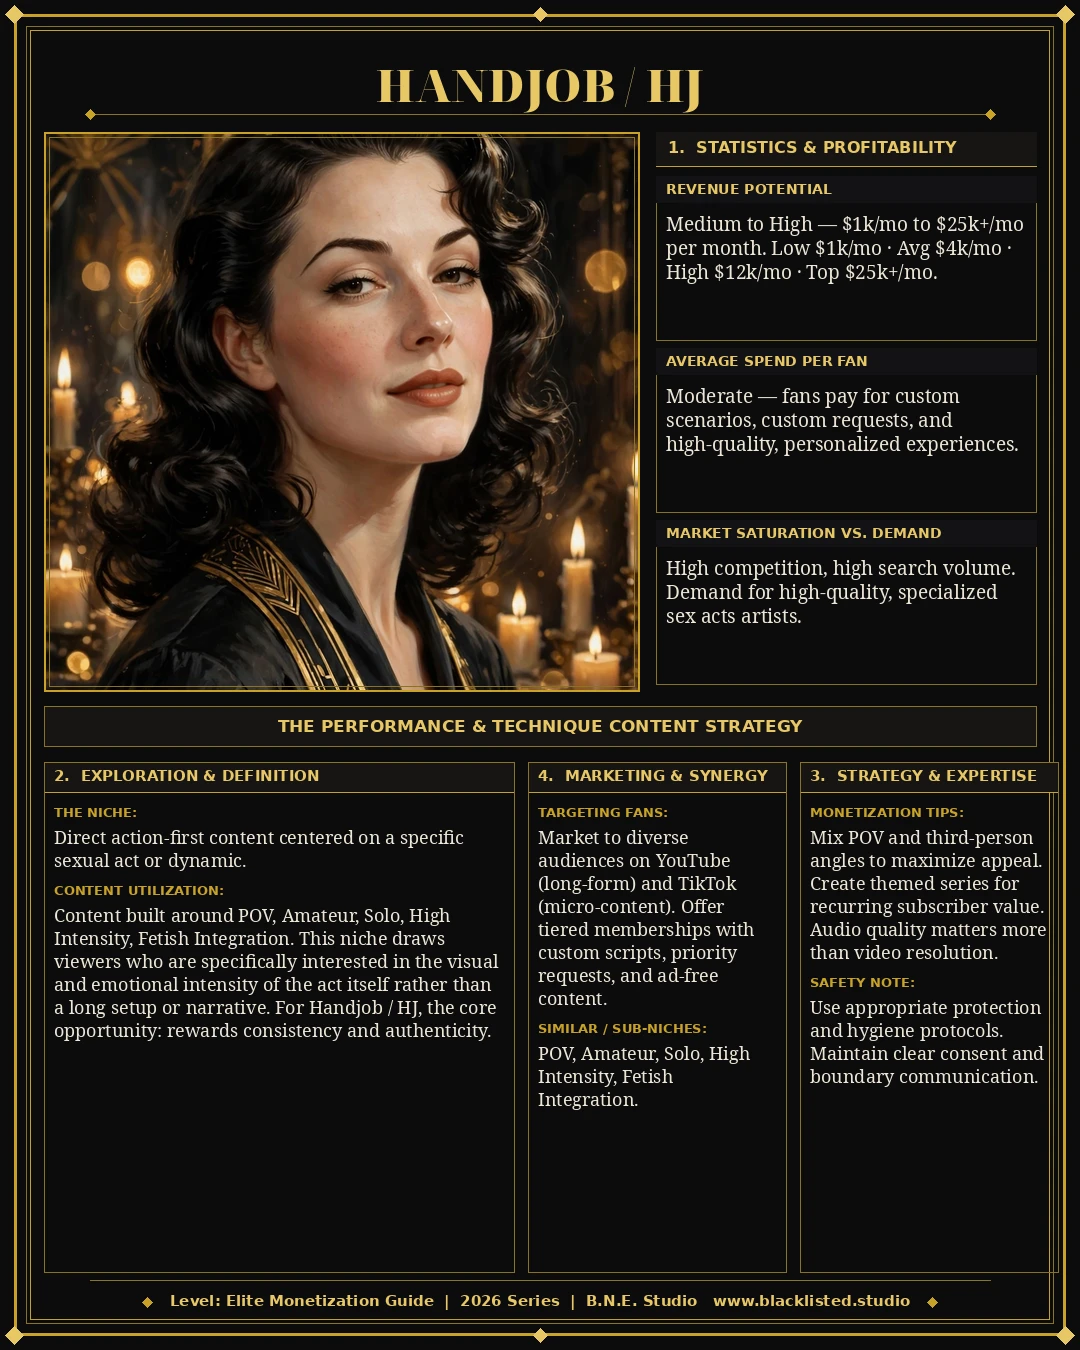 HANDJOB / HJ
1. STATISTICS & PROFITABILITY
REVENUE POTENTIAL
Medium to High — $1k/mo to $25k+/mo
per month. Low $1k/mo · Avg $4k/mo ·
High $12k/mo · Top $25k+/mo.
AVERAGE SPEND PER FAN
Moderate — fans pay for custom
scenarios, custom requests, and
high-quality, personalized experiences.
MARKET SATURATION VS. DEMAND
High competition, high search volume.
Demand for high-quality, specialized
sex acts artists.
THE PERFORMANCE & TECHNIQUE CONTENT STRATEGY
2. EXPLORATION & DEFINITION
THE NICHE:
Direct action-first content centered on a specific
sexual act or dynamic.
CONTENT UTILIZATION:
Content built around POV, Amateur, Solo, High
Intensity, Fetish Integration. This niche draws
viewers who are specifically interested in the visual
and emotional intensity of the act itself rather than
a long setup or narrative. For Handjob / HJ, the core
opportunity: rewards consistency and authenticity.
4. MARKETING & SYNERGY
TARGETING FANS:
Market to diverse
audiences on YouTube
(long-form) and TikTok
(micro-content). Offer
tiered memberships with
custom scripts, priority
requests, and ad-free
content.
SIMILAR / SUB-NICHES:
POV, Amateur, Solo, High
Intensity, Fetish
Integration.
3. STRATEGY & EXPERTISE
MONETIZATION TIPS:
Mix POV and third-person
angles to maximize appeal.
Create themed series for
recurring subscriber value.
Audio quality matters more
than video resolution.
SAFETY NOTE:
Use appropriate protection
and hygiene protocols.
Maintain clear consent and
boundary communication.
Level: Elite Monetization Guide | 2026 Series | B.N.E. Studio www.blacklisted.studio